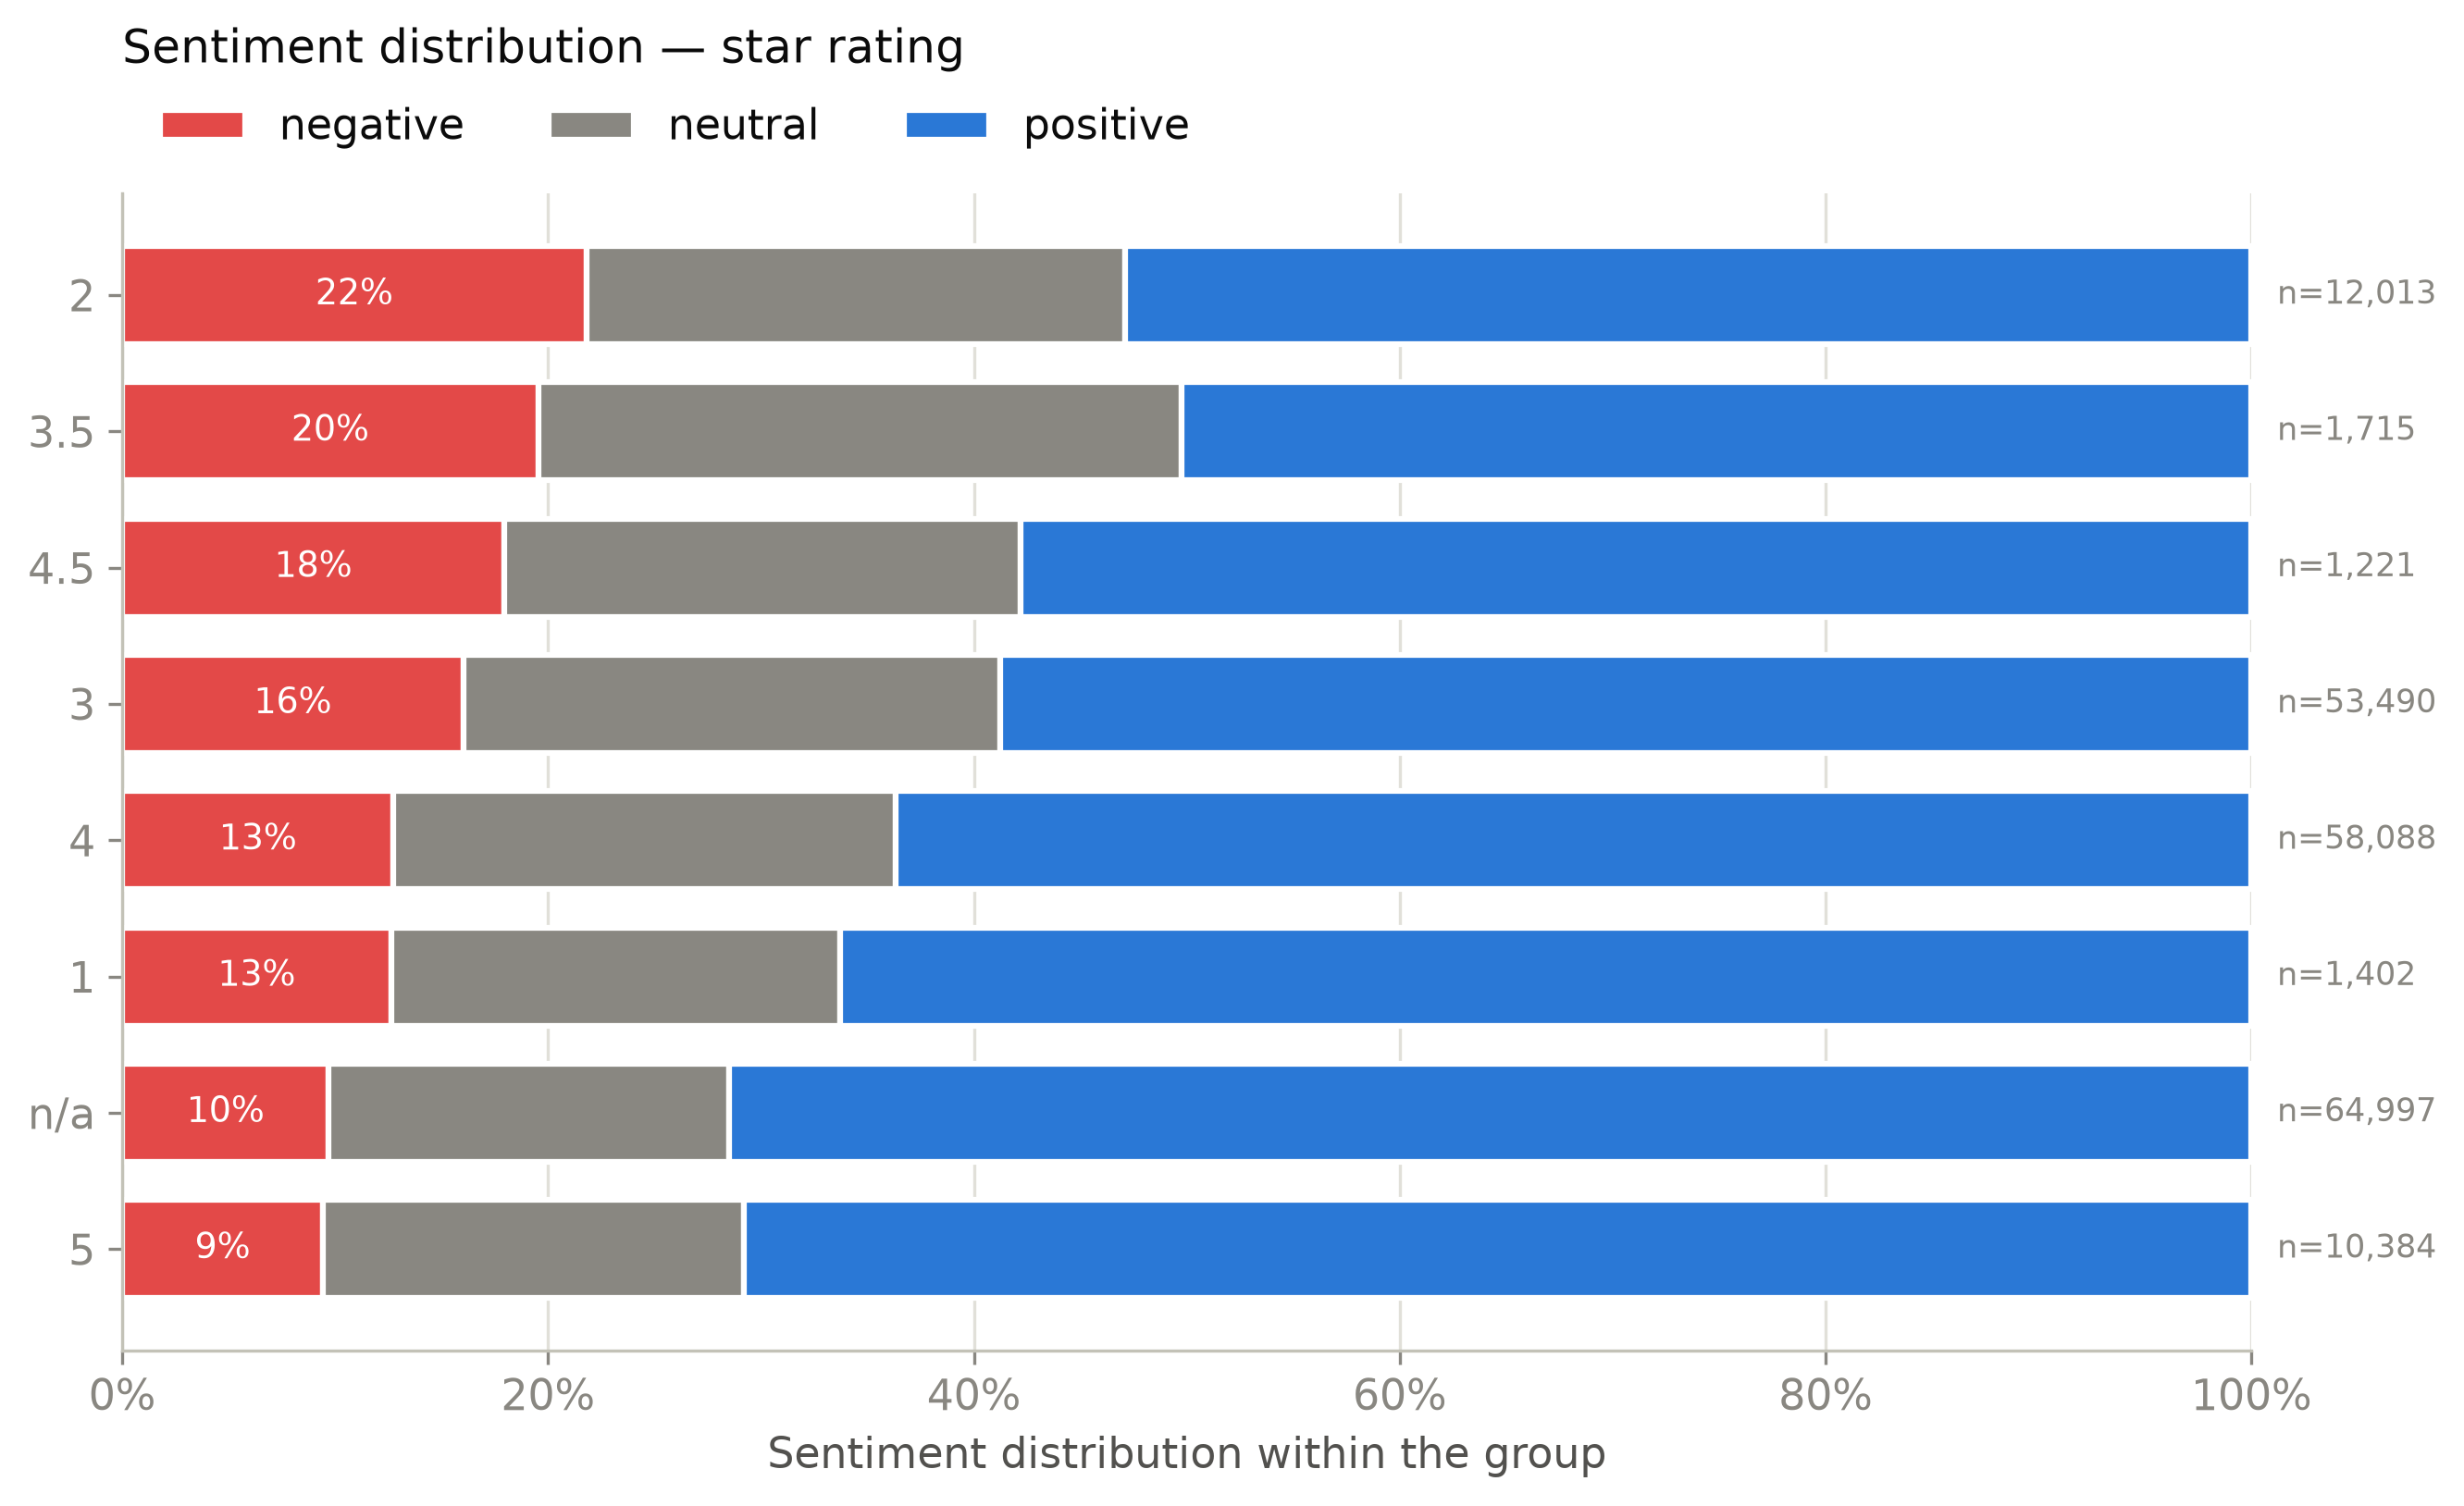 Sentiment distribution — star rating
negative neutral positive
2 22% n=12,013
3.5 20% n=1,715
4.5 18% n=1,221
3 16% n=53,490
4 13% n=58,088
1 13% n=1,402
n/a 10% n=64,997
5 9% n=10,384
0% 20% 40% 60% 80% 100%
Sentiment distribution within the group